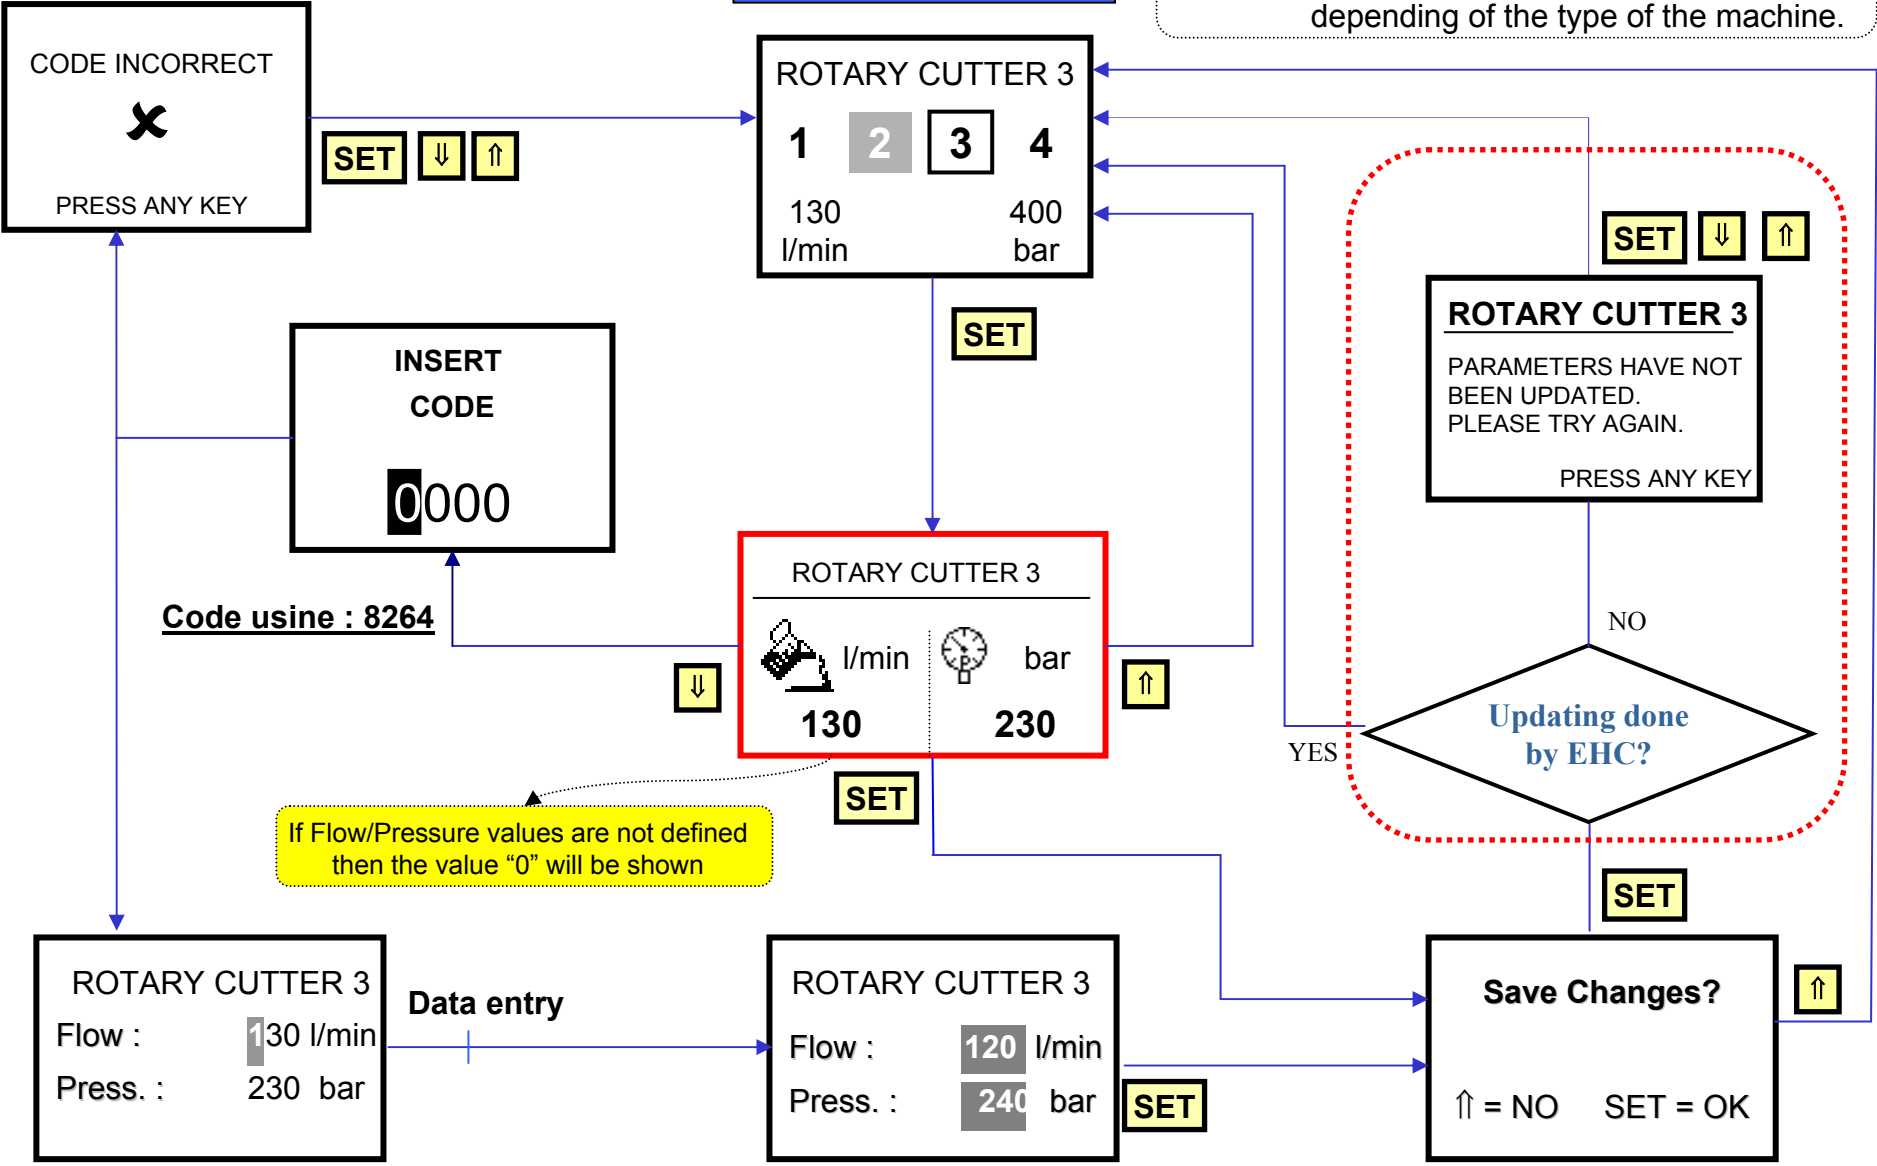 depending of the type of the machine.
CODE INCORRECT
PRESS ANY KEY
SET ⇓ ⇑
ROTARY CUTTER 3
1 2 3 4
130 400
l/min bar
SET
SET ⇓ ⇑
ROTARY CUTTER 3
PARAMETERS HAVE NOT
BEEN UPDATED.
PLEASE TRY AGAIN.
PRESS ANY KEY
INSERT
CODE
0000
Code usine : 8264
⇓
ROTARY CUTTER 3
l/min P bar
130 230
⇑
SET
NO
Updating done
by EHC?
YES
If Flow/Pressure values are not defined
then the value “0” will be shown
SET
ROTARY CUTTER 3
Flow : 130 l/min
Press. : 230 bar
Data entry
ROTARY CUTTER 3
Flow : 120 l/min
Press. : 240 bar
SET
Save Changes?
⇑ = NO SET = OK
⇑